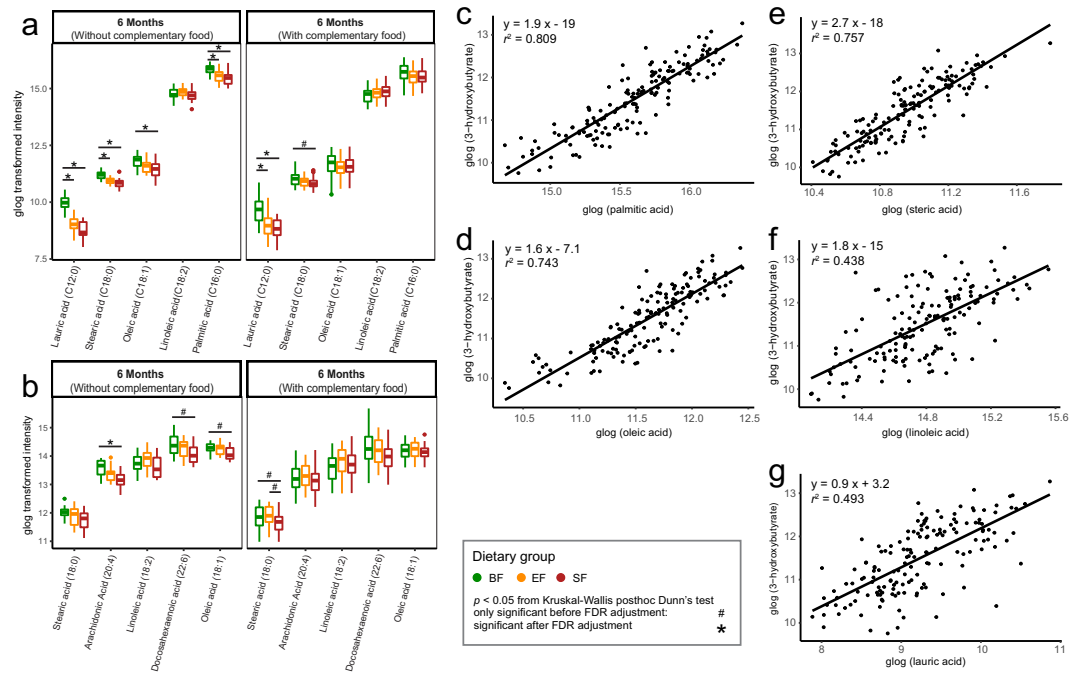 a
6 Months
(Without complementary food)
6 Months
(With complementary food)
glog transformed intensity
15.0
12.5
10.0
7.5
* * * * * * * *
* * #
Lauric acid (C12:0)
Stearic acid (C18:0)
Oleic acid (C18:1)
Linoleic acid (C18:2)
Palmitic acid (C16:0)
Lauric acid (C12:0)
Stearic acid (C18:0)
Oleic acid (C18:1)
Linoleic acid (C18:2)
Palmitic acid (C16:0)
b
6 Months
(Without complementary food)
6 Months
(With complementary food)
glog transformed intensity
15
14
13
12
11
* # #
# #
Stearic acid (18:0)
Arachidonic Acid (20:4)
Linoleic acid (18:2)
Docosahexaenoic acid (22:6)
Oleic acid (18:1)
Stearic acid (18:0)
Arachidonic acid (20:4)
Linoleic acid (18:2)
Docosahexaenoic acid (22:6)
Oleic acid (18:1)
c
y = 1.9 x - 19
r² = 0.809
glog (3−hydroxybutyrate)
13
12
11
10
15.0 15.5 16.0
glog (palmitic acid)
d
y = 1.6 x - 7.1
r² = 0.743
glog (3−hydroxybutyrate)
13
12
11
10
10.5 11.0 11.5 12.0 12.5
glog (oleic acid)
Dietary group
BF EF SF
p < 0.05 from Kruskal-Wallis posthoc Dunn's test
only significant before FDR adjustment: #
significant after FDR adjustment *
e
y = 2.7 x - 18
r² = 0.757
glog (3−hydroxybutyrate)
13
12
11
10
10.4 10.8 11.2 11.6
glog (steric acid)
f
y = 1.8 x - 15
r² = 0.438
glog (3−hydroxybutyrate)
13
12
11
10
14.4 14.8 15.2 15.6
glog (linoleic acid)
g
y = 0.9 x + 3.2
r² = 0.493
glog (3−hydroxybutyrate)
13
12
11
10
8 9 10 11
glog (lauric acid)